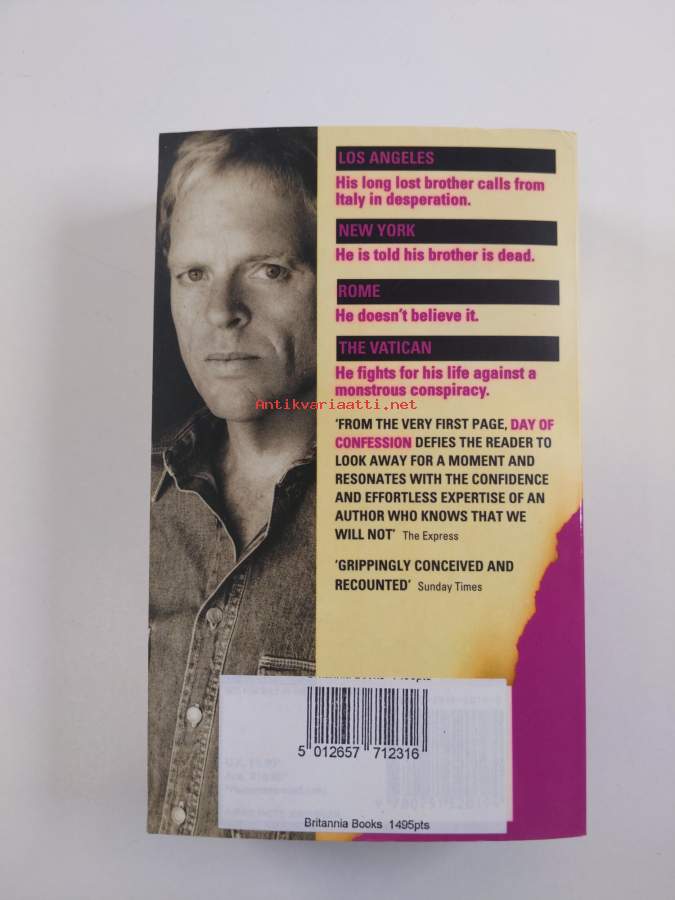 LOS ANGELES
His long lost brother calls from
Italy in desperation.
NEW YORK
He is told his brother is dead.
ROME
He doesn't believe it.
THE VATICAN
He fights for his life against a
monstrous conspiracy.
Antikvariaatti.net
'FROM THE VERY FIRST PAGE, DAY OF
CONFESSION DEFIES THE READER TO
LOOK AWAY FOR A MOMENT AND
RESONATES WITH THE CONFIDENCE
AND EFFORTLESS EXPERTISE OF AN
AUTHOR WHO KNOWS THAT WE
WILL NOT' The Express
'GRIPPINGLY CONCEIVED AND
RECOUNTED' Sunday Times
5 012657 712316
Britannia Books 1495pts